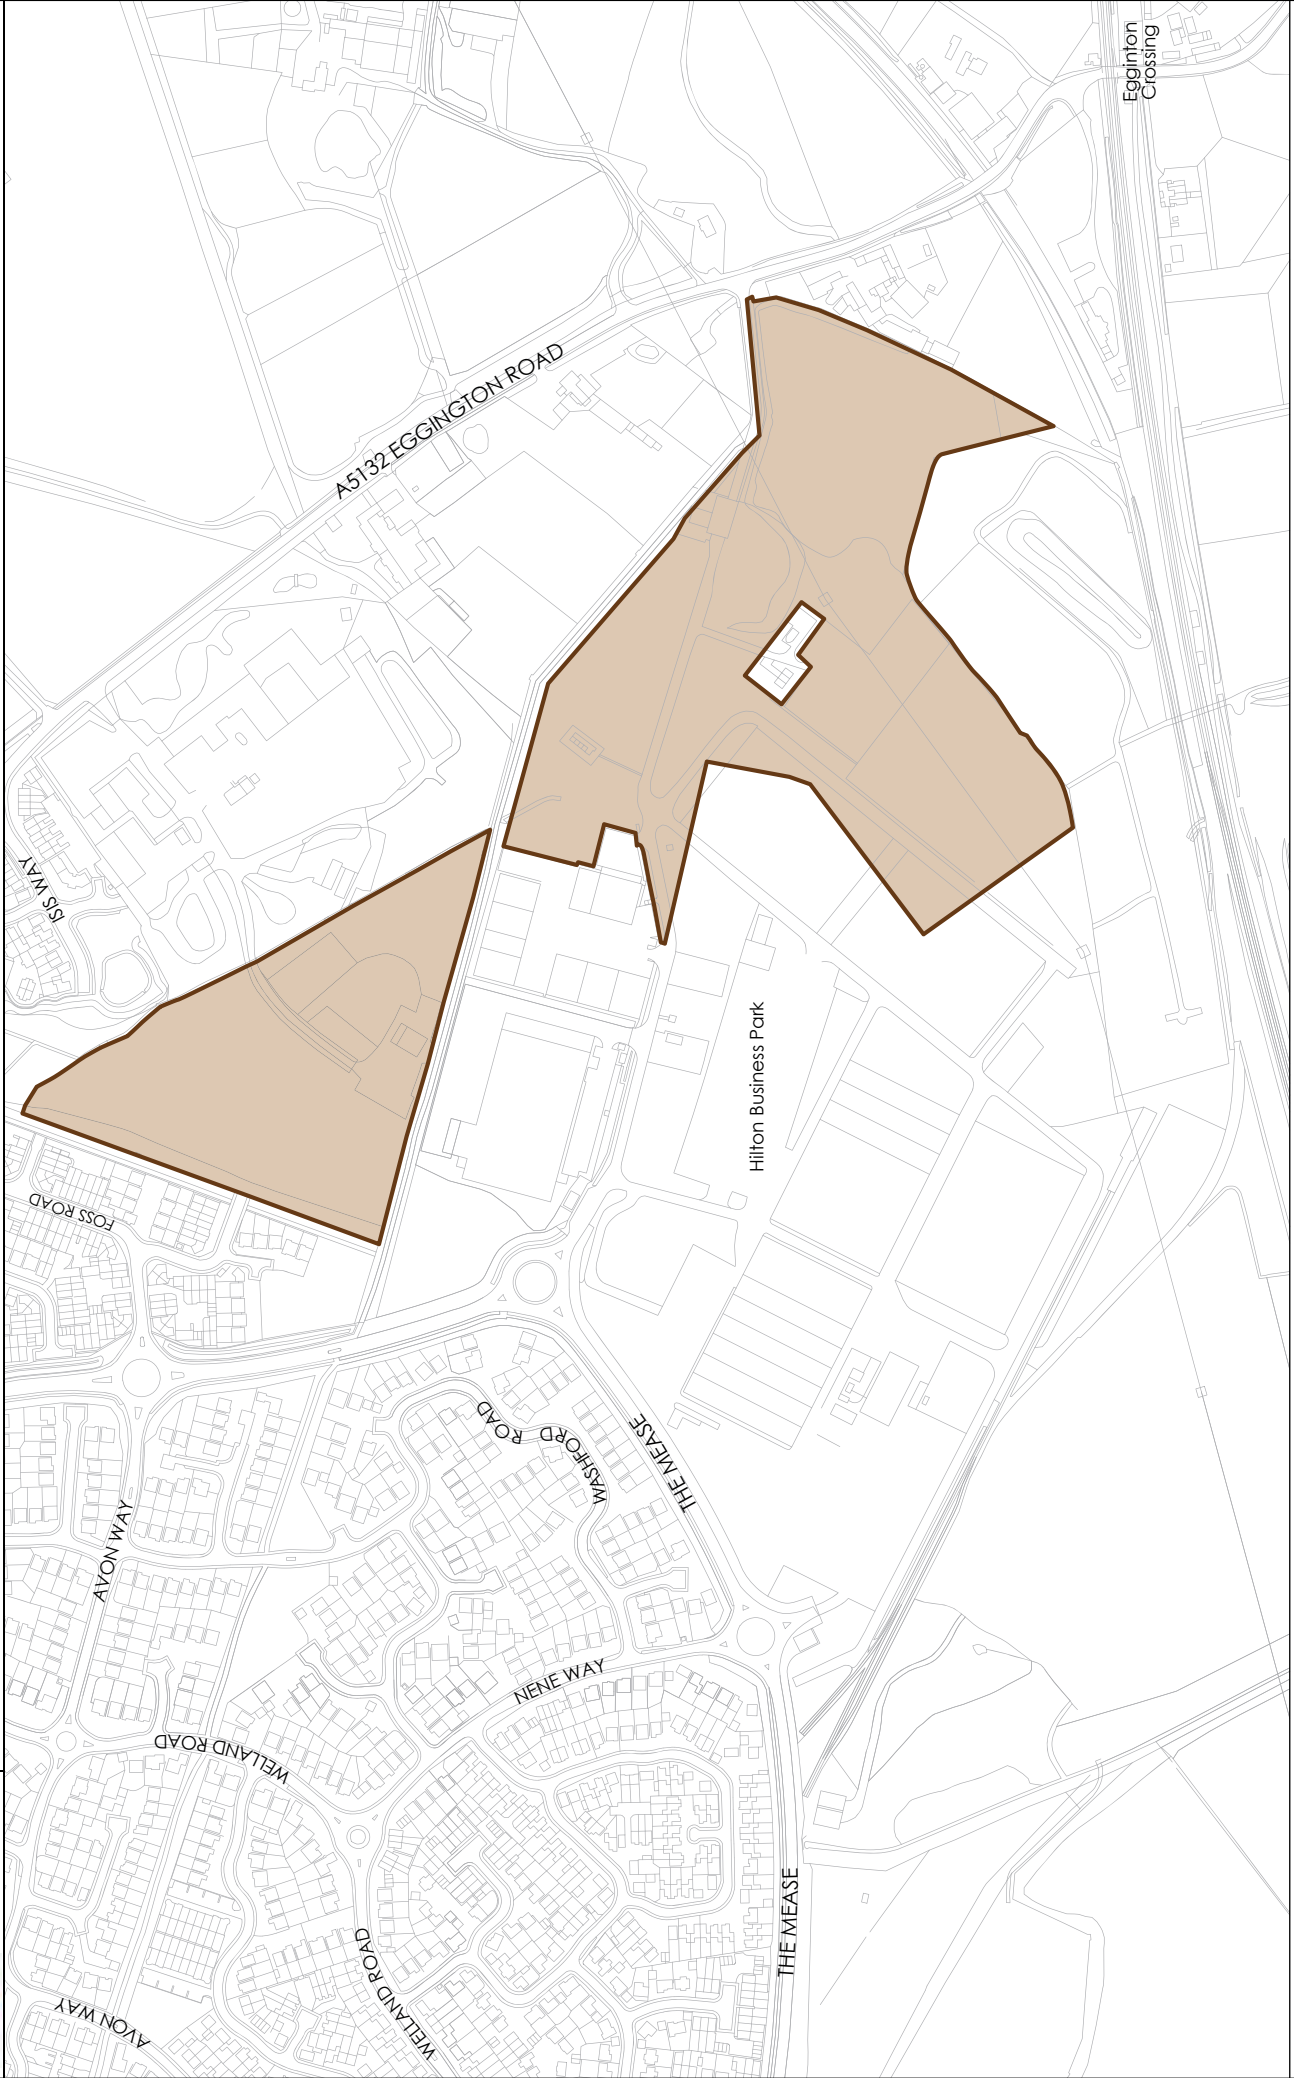 Egginton
Crossing
A5132 EGGINGTON ROAD
ISIS WAY
Hilton Business Park
FOSS ROAD
WASHFORD ROAD
THE MEASE
AVON WAY
NENE WAY
WELLAND ROAD
THE MEASE
WELLAND ROAD
AVON WAY